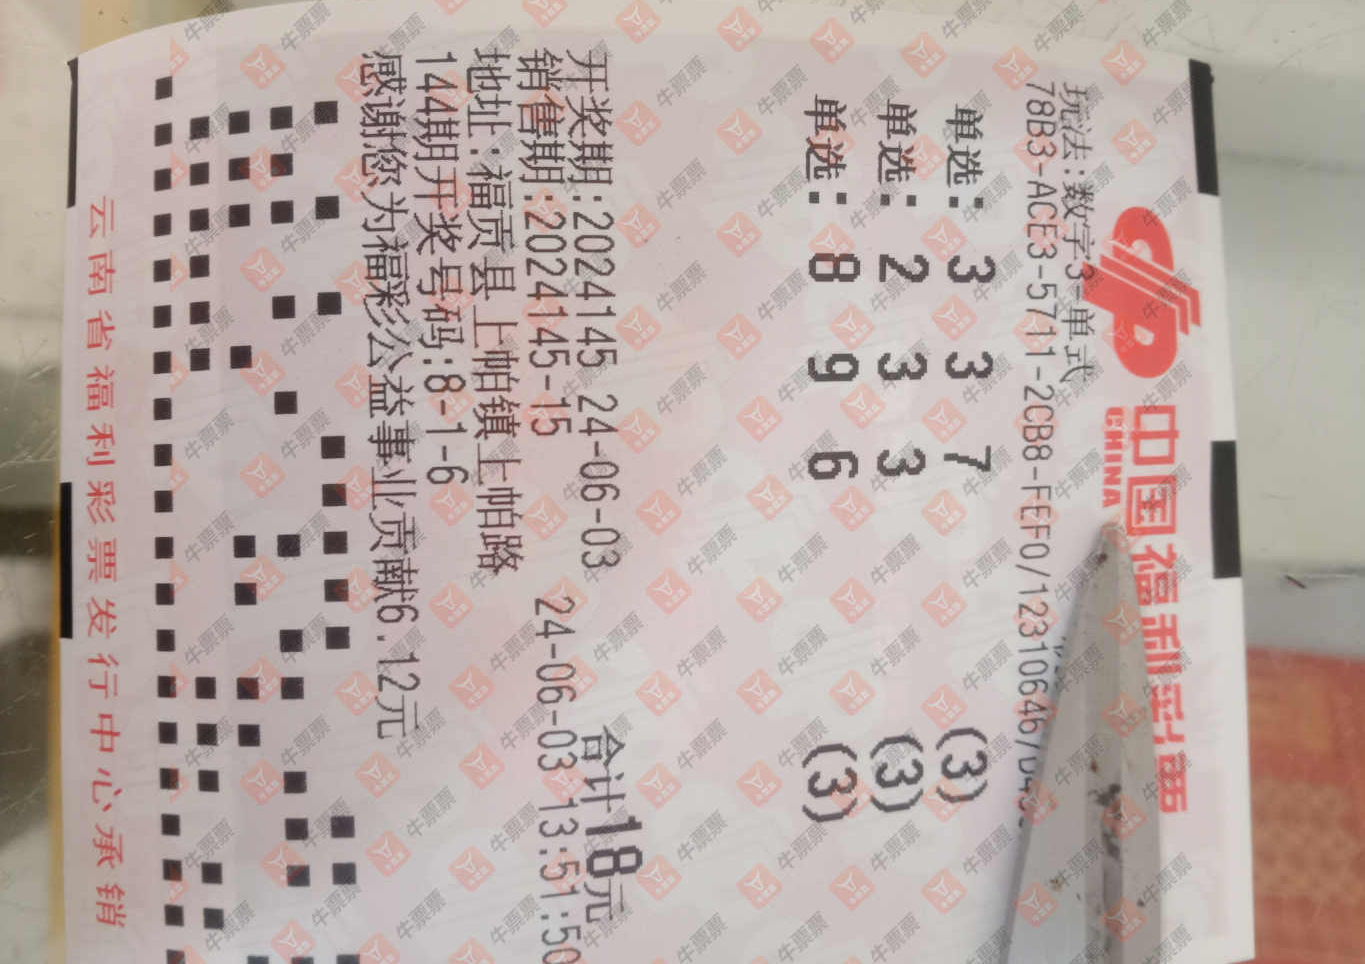 中国福利彩票
CHINA
玩法:数字3-单式
78B3-ACE3-5711-2CB8-FEF0/12310646/
单选: 3 3 7 (3)
单选: 2 3 3 (3)
单选: 8 9 6 (3)
合计18元
开奖期:2024145 24-06-03
销售期:2024145-15 24-06-03 13:51:50
地址:福贡县上帕镇上帕路
144期开奖号码:8-1-6
感谢您为福彩公益事业贡献6.12元
云南省福利彩票发行中心承销
牛票票